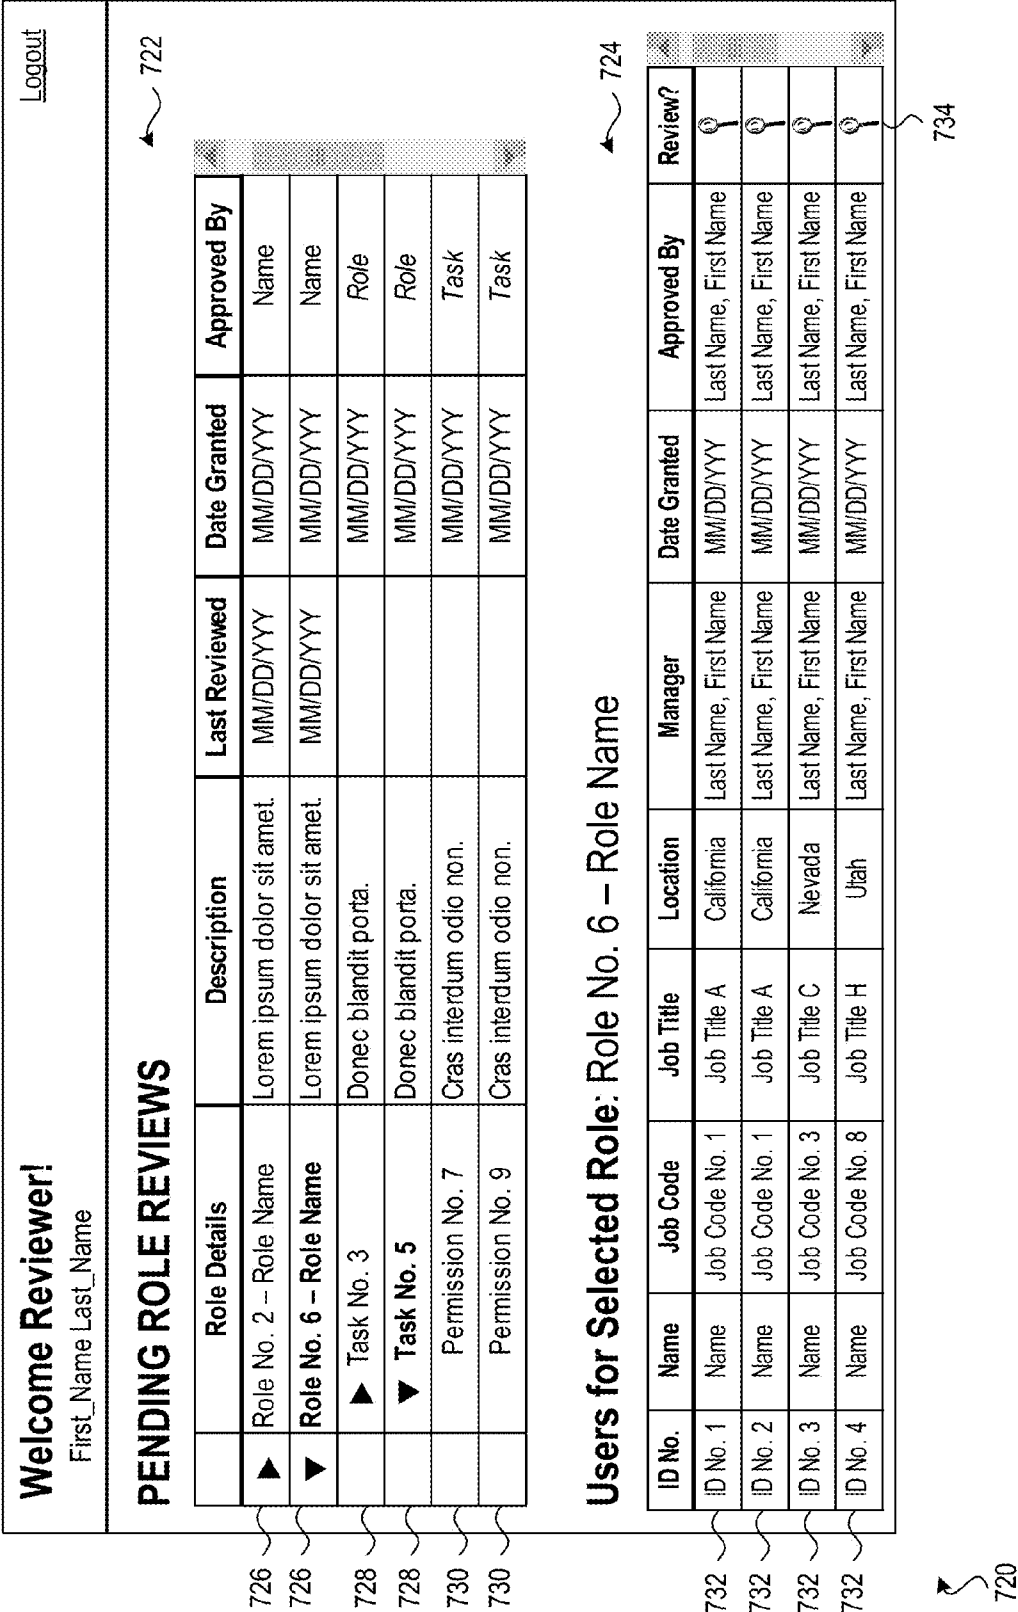 Welcome Reviewer!
Logout
First_Name Last_Name
PENDING ROLE REVIEWS
722
Role Details Description Last Reviewed Date Granted Approved By
726 ▶ Role No. 2 – Role Name Lorem ipsum dolor sit amet. MM/DD/YYY MM/DD/YYY Name
726 ▼ Role No. 6 – Role Name Lorem ipsum dolor sit amet. MM/DD/YYY MM/DD/YYY Name
728 ▶ Task No. 3 Donec blandit porta. MM/DD/YYY Role
728 ▼ Task No. 5 Donec blandit porta. MM/DD/YYY Role
730 Permission No. 7 Cras interdum odio non. MM/DD/YYY Task
730 Permission No. 9 Cras interdum odio non. MM/DD/YYY Task
Users for Selected Role: Role No. 6 – Role Name
724
ID No. Name Job Code Job Title Location Manager Date Granted Approved By Review?
732 ID No. 1 Name Job Code No. 1 Job Title A California Last Name, First Name MM/DD/YYY Last Name, First Name
732 ID No. 2 Name Job Code No. 1 Job Title A California Last Name, First Name MM/DD/YYY Last Name, First Name
732 ID No. 3 Name Job Code No. 3 Job Title C Nevada Last Name, First Name MM/DD/YYY Last Name, First Name
732 ID No. 4 Name Job Code No. 8 Job Title H Utah Last Name, First Name MM/DD/YYY Last Name, First Name
734
720